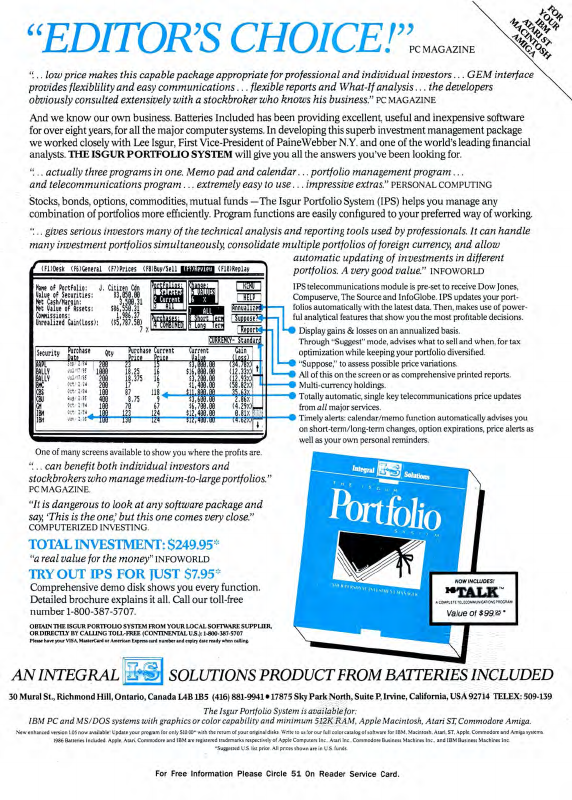 "EDITOR'S CHOICE!" PC MAGAZINE
FOR YOUR IBM ATARI ST MACINTOSH AMIGA
"... low price makes this capable package appropriate for professional and individual investors ... GEM interface
provides flexiblility and easy communications ... flexible reports and What-If analysis ... the developers
obviously consulted extensively with a stockbroker who knows his business." PC MAGAZINE
And we know our own business. Batteries Included has been providing excellent, useful and inexpensive software
for over eight years, for all the major computer systems. In developing this superb investment management package
we worked closely with Lee Isgur, First Vice-President of PaineWebber N.Y. and one of the world's leading financial
analysts. THE ISGUR PORTFOLIO SYSTEM will give you all the answers you've been looking for.
"... actually three programs in one. Memo pad and calendar ... portfolio management program ...
and telecommunications program ... extremely easy to use ... impressive extras." PERSONAL COMPUTING
Stocks, bonds, options, commodities, mutual funds — The Isgur Portfolio System (IPS) helps you manage any
combination of portfolios more efficiently. Program functions are easily configured to your preferred way of working.
"... gives serious investors many of the technical analysis and reporting tools used by professionals. It can handle
many investment portfolios simultaneously, consolidate multiple portfolios of foreign currency, and allow
automatic updating of investments in different
portfolios. A very good value." INFOWORLD
IPS telecommunications module is pre-set to receive Dow Jones,
Compuserve, The Source and InfoGlobe. IPS updates your port-
folios automatically with the latest data. Then, makes use of power-
ful analytical features that show you the most profitable decisions.
Display gains & losses on an annualized basis.
Through "Suggest" mode, advises what to sell and when, for tax
optimization while keeping your portfolio diversified.
"Suspense," to assess possible price variations.
All of this on the screen or as comprehensive printed reports.
Multi-currency holdings.
Totally automatic, single key telecommunications price updates
from all major services.
Timely alerts: calendar/memo function automatically advises you
on short-term/long-term changes, option expirations, price alerts as
well as your own personal reminders.
(F1)Desk (F6)General (F7)Prices (F8)Buy/Sell (F9)Review (F10)Replay
Name of Portfolio: J. Citizen Cdn
Value of Securities: 83,050.00
Net Cash/Margin: 3,500.31
Net Value of Assets: $86,550.31
Commissions: 1,986.37
Unrealized Gain(Loss): ($5,787.50)
7 %
Portfolios: Selected 2 Current All
Purchases: 4 COMBINED
Change: $ VALUES 6 % All Short Term Long Term
MENU
HELP
Annualize
Suppose
Report
CURRENCY= Standard
Security Purchase Date Qty Purchase Price Current Price Current Value Gain (Loss)
AAPL 200 23 15 $3,000.00 (34.78)%
BALLY 1000 18.25 16 $16,000.00 (12.33)%
BALLY 200 18.375 16 $3,200.00 (12.93)%
BMC 200 17 7 $1,400.00 (58.82)%
CBS 100 87 118 $11,800.00 35.63%
CBU 400 8.75 9 $3,600.00 2.86%
GM 100 70 67 $6,700.00 (4.29)%
IBM 100 123 124 $12,400.00 0.81%
IBM 100 130 124 $12,400.00 (4.62)%
One of many screens available to show you where the profits are.
"... can benefit both individual investors and
stockbrokers who manage medium-to-large portfolios."
PC MAGAZINE.
"It is dangerous to look at any software package and
say, 'This is the one,' but this one comes very close."
COMPUTERIZED INVESTING.
TOTAL INVESTMENT: $249.95*
"a real value for the money" INFOWORLD
TRY OUT IPS FOR JUST $7.95*
Comprehensive demo disk shows you every function.
Detailed brochure explains it all. Call our toll-free
number 1-800-387-5707.
OBTAIN THE ISGUR PORTFOLIO SYSTEM FROM YOUR LOCAL SOFTWARE SUPPLIER,
OR DIRECTLY BY CALLING TOLL-FREE (CONTINENTAL U.S.): 1-800-387-5707
Please have your VISA, MasterCard or American Express card number and expiry date ready when calling.
Integral I·S Solutions
THE ISGUR
Portfolio
SYSTEM
YOUR PERSONAL INVESTMENT MANAGER
NOW INCLUDES!
I·S TALK™
A COMPLETE TELECOMMUNICATIONS PROGRAM
Value of $99.95*
AN INTEGRAL I·S SOLUTIONS PRODUCT FROM BATTERIES INCLUDED
30 Mural St., Richmond Hill, Ontario, Canada L4B 1B5 (416) 881-9941 • 17875 Sky Park North, Suite P, Irvine, California, USA 92714 TELEX: 509-139
The Isgur Portfolio System is available for:
IBM PC and MS/DOS systems with graphics or color capability and minimum 512K RAM, Apple Macintosh, Atari ST, Commodore Amiga.
New enhanced version 1.05 now available! Update your program for only $10.00* with the return of your original disks. Write to us for our full color catalog of software for IBM, Macintosh, Atari, ST, Apple, Commodore and Amiga systems.
1986 Batteries Included. Apple, Atari, Commodore and IBM are registered trademarks respectively of Apple Computers Inc., Atari Inc., Commodore Business Machines Inc., and IBM Business Machines Inc.
*Suggested U.S. list price. All prices shown are in U.S. funds.
For Free Information Please Circle 51 On Reader Service Card.